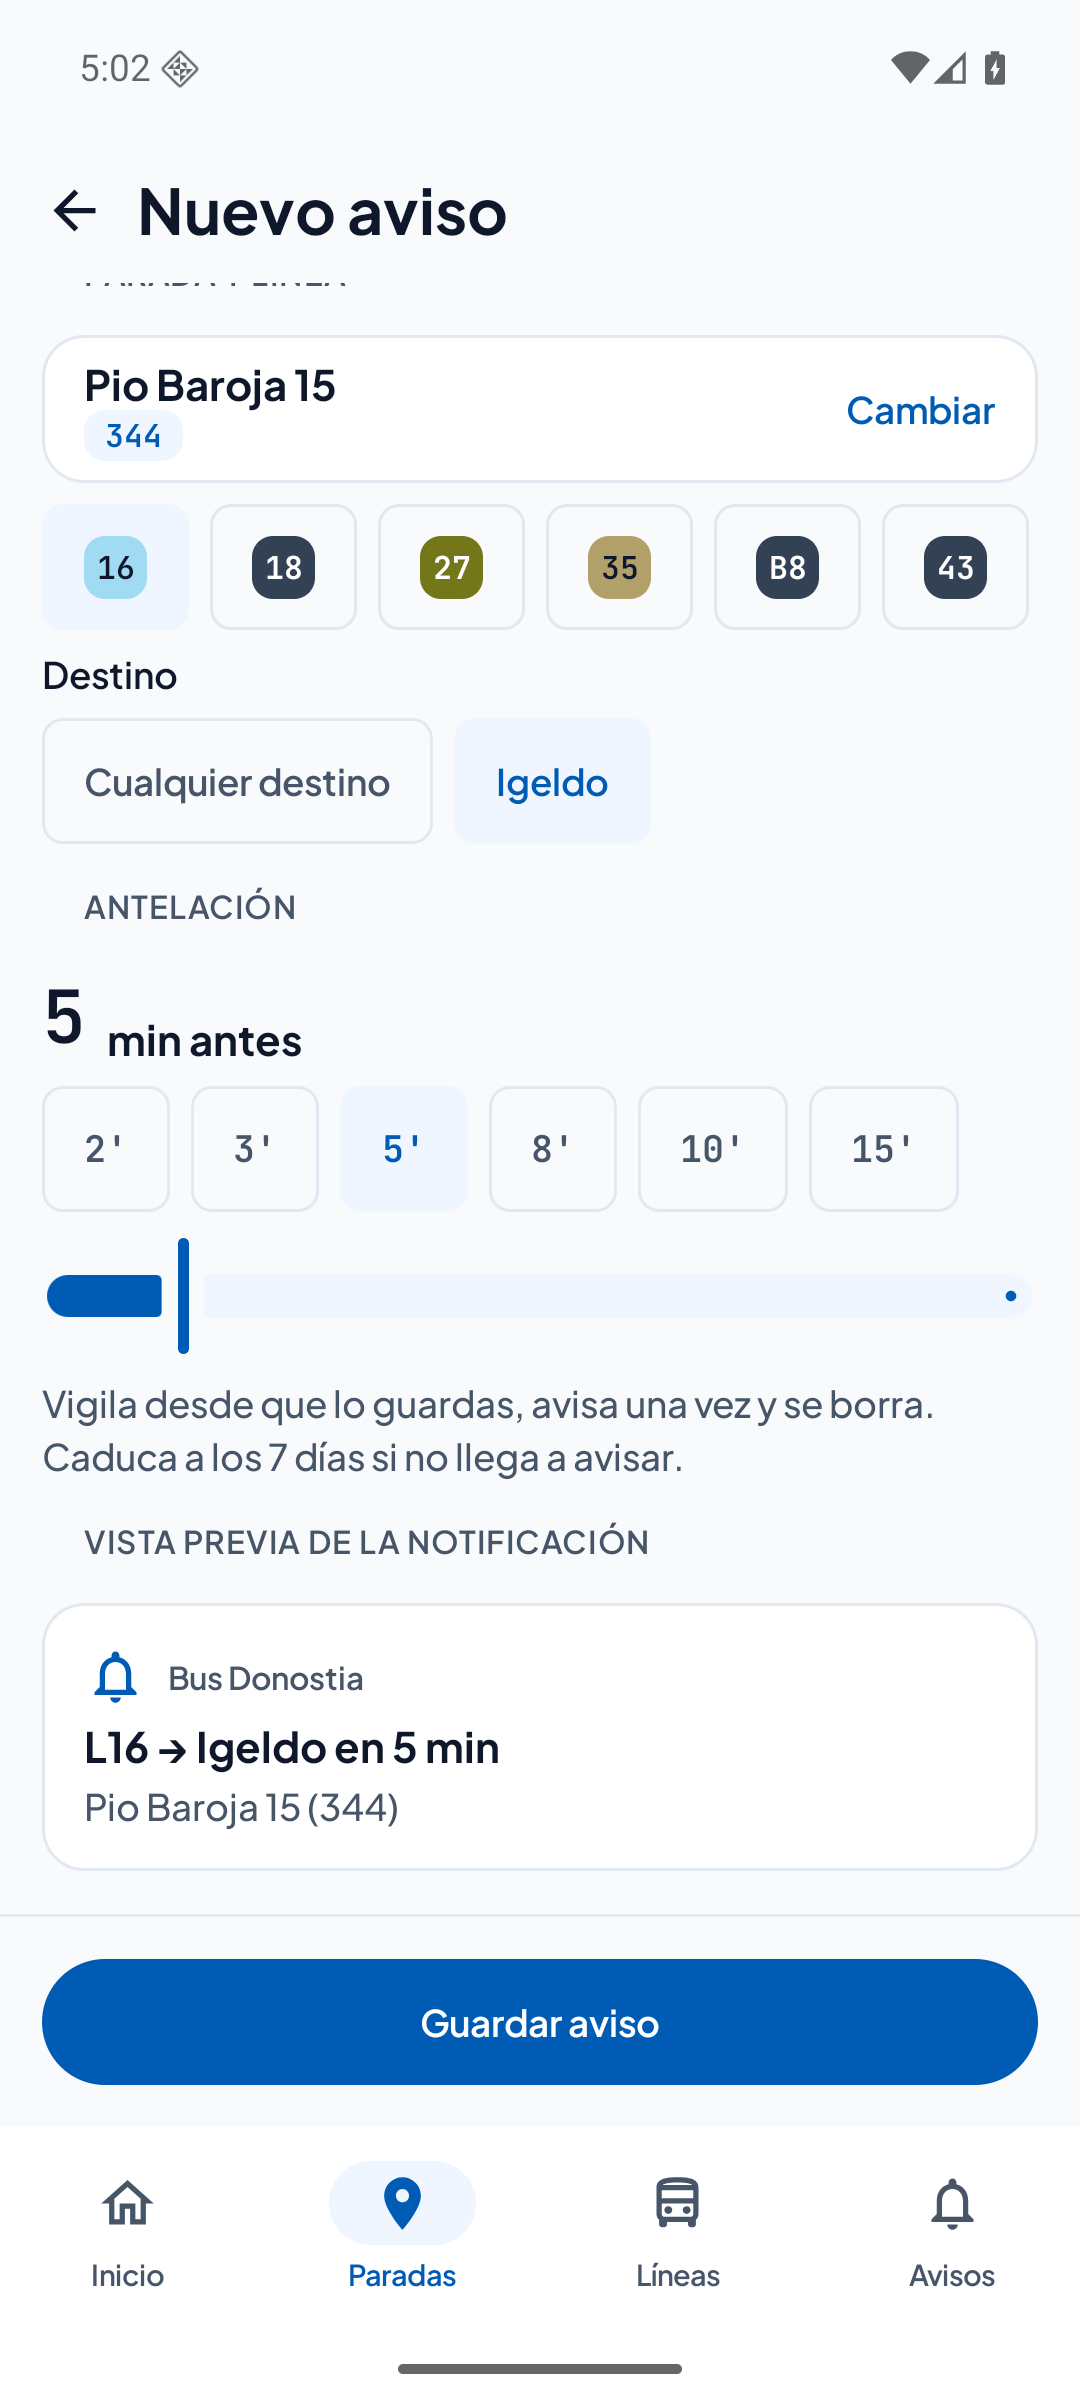 5:02
Nuevo aviso
PARADA Y LÍNEA
Pio Baroja 15
344
Cambiar
16 18 27 35 B8 43
Destino
Cualquier destino Igeldo
ANTELACIÓN
5 min antes
2' 3' 5' 8' 10' 15'
Vigila desde que lo guardas, avisa una vez y se borra.
Caduca a los 7 días si no llega a avisar.
VISTA PREVIA DE LA NOTIFICACIÓN
Bus Donostia
L16 → Igeldo en 5 min
Pio Baroja 15 (344)
Guardar aviso
Inicio Paradas Líneas Avisos